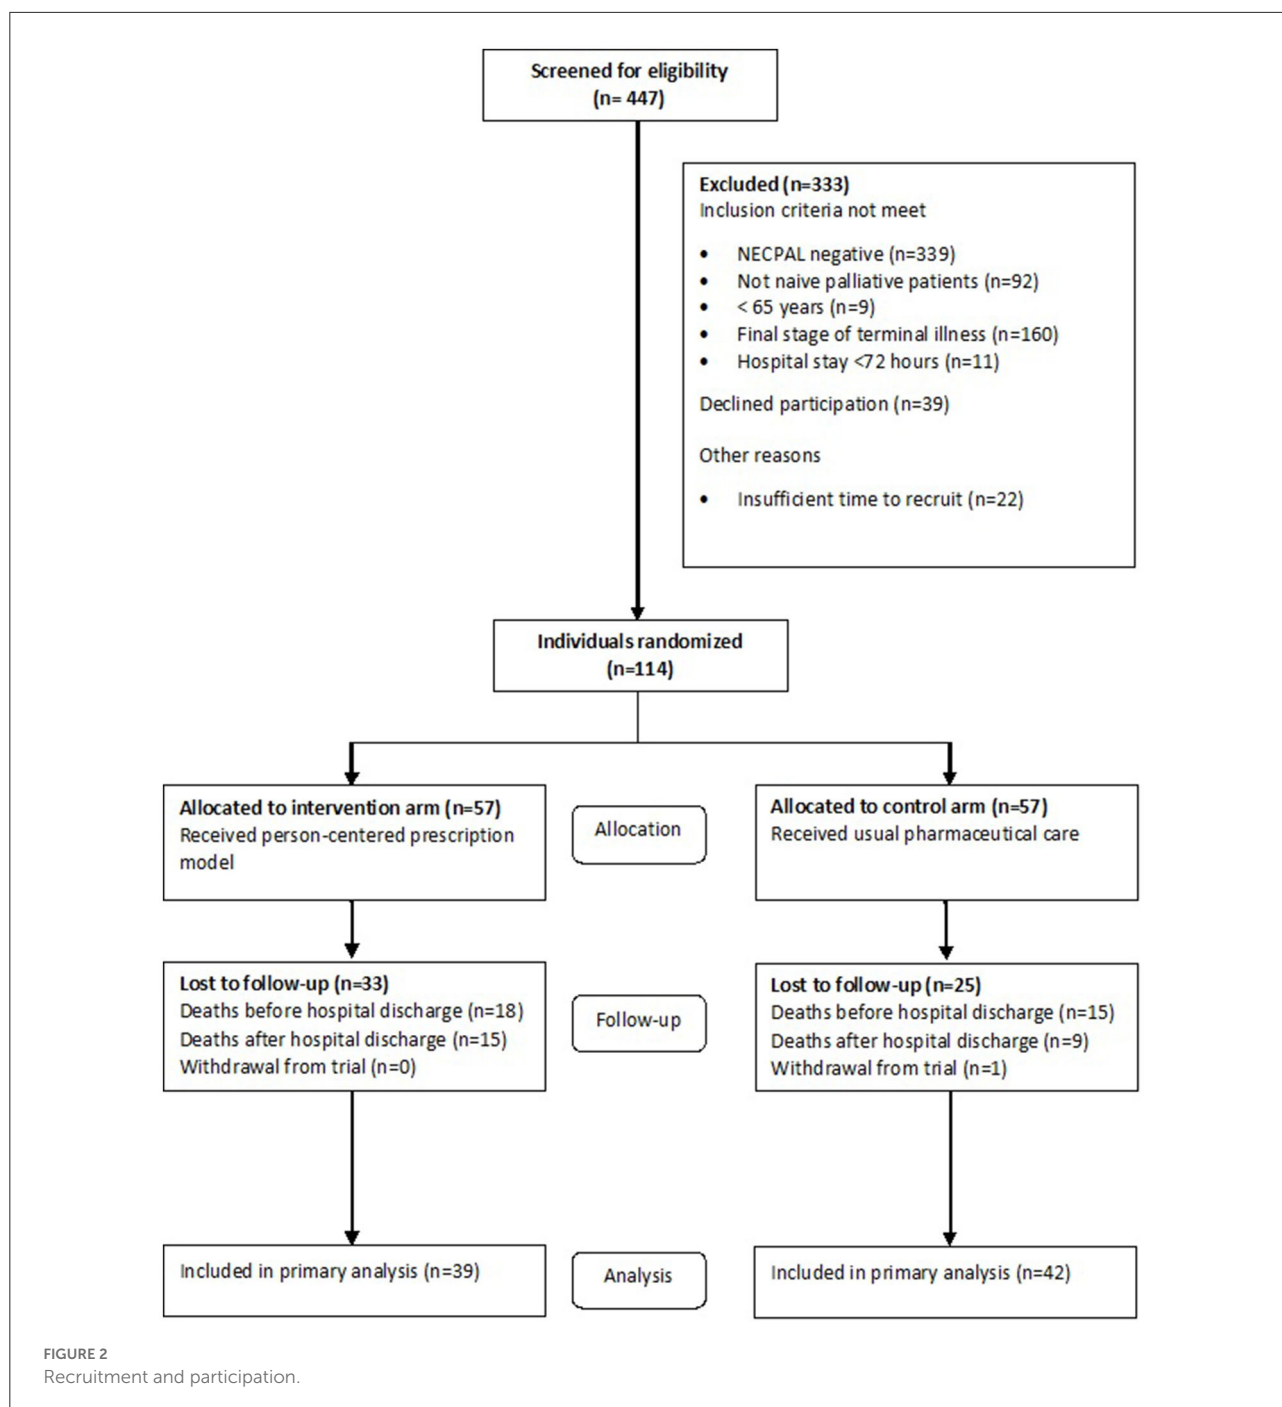 Screened for eligibility
(n= 447)
Excluded (n=333)
Inclusion criteria not meet
• NECPAL negative (n=339)
• Not naive palliative patients (n=92)
• < 65 years (n=9)
• Final stage of terminal illness (n=160)
• Hospital stay <72 hours (n=11)
Declined participation (n=39)
Other reasons
• Insufficient time to recruit (n=22)
Individuals randomized
(n=114)
Allocated to intervention arm (n=57)
Received person-centered prescription
model
Allocation
Allocated to control arm (n=57)
Received usual pharmaceutical care
Lost to follow-up (n=33)
Deaths before hospital discharge (n=18)
Deaths after hospital discharge (n=15)
Withdrawal from trial (n=0)
Follow-up
Lost to follow-up (n=25)
Deaths before hospital discharge (n=15)
Deaths after hospital discharge (n=9)
Withdrawal from trial (n=1)
Included in primary analysis (n=39)
Analysis
Included in primary analysis (n=42)
FIGURE 2
Recruitment and participation.